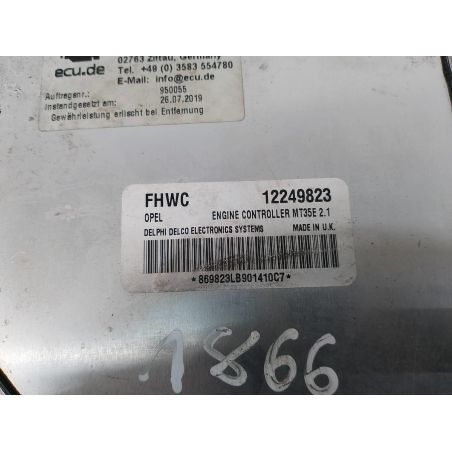 02763 Zittau, Germany
ecu.de
Tel. +49 (0) 3583 554780
E-Mail: info@ecu.de
Auftragsnr.: 950055
Instandgesetzt am: 26.07.2019
Gewährleistung erlischt bei Entfernung
FHWC 12249823
OPEL ENGINE CONTROLLER MT35E 2.1
DELPHI DELCO ELECTRONICS SYSTEMS MADE IN U.K.
*869823LB901410C7*
1866